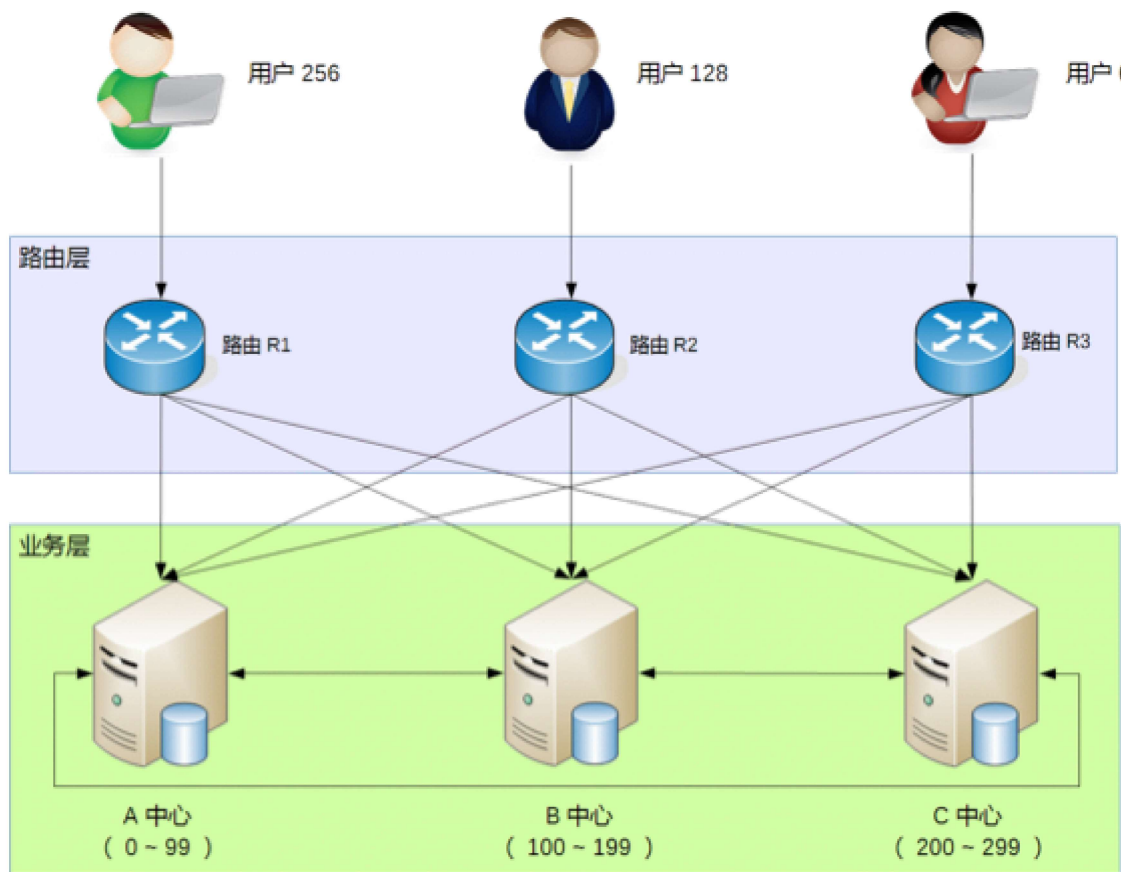 用户 256
用户 128
用户
路由层
路由 R1
路由 R2
路由 R3
业务层
A 中心
( 0 ~ 99 )
B 中心
( 100 ~ 199 )
C 中心
( 200 ~ 299 )